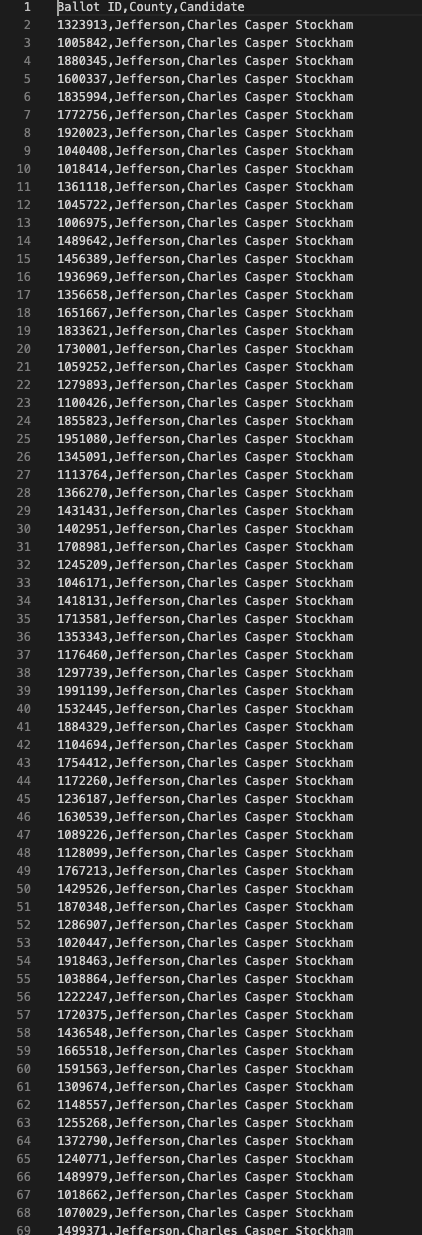 1 Ballot ID,County,Candidate
2 1323913,Jefferson,Charles Casper Stockham
3 1005842,Jefferson,Charles Casper Stockham
4 1880345,Jefferson,Charles Casper Stockham
5 1600337,Jefferson,Charles Casper Stockham
6 1835994,Jefferson,Charles Casper Stockham
7 1772756,Jefferson,Charles Casper Stockham
8 1920023,Jefferson,Charles Casper Stockham
9 1040408,Jefferson,Charles Casper Stockham
10 1018414,Jefferson,Charles Casper Stockham
11 1361118,Jefferson,Charles Casper Stockham
12 1045722,Jefferson,Charles Casper Stockham
13 1006975,Jefferson,Charles Casper Stockham
14 1489642,Jefferson,Charles Casper Stockham
15 1456389,Jefferson,Charles Casper Stockham
16 1936969,Jefferson,Charles Casper Stockham
17 1356658,Jefferson,Charles Casper Stockham
18 1651667,Jefferson,Charles Casper Stockham
19 1833621,Jefferson,Charles Casper Stockham
20 1730001,Jefferson,Charles Casper Stockham
21 1059252,Jefferson,Charles Casper Stockham
22 1279893,Jefferson,Charles Casper Stockham
23 1100426,Jefferson,Charles Casper Stockham
24 1855823,Jefferson,Charles Casper Stockham
25 1951080,Jefferson,Charles Casper Stockham
26 1345091,Jefferson,Charles Casper Stockham
27 1113764,Jefferson,Charles Casper Stockham
28 1366270,Jefferson,Charles Casper Stockham
29 1431431,Jefferson,Charles Casper Stockham
30 1402951,Jefferson,Charles Casper Stockham
31 1708981,Jefferson,Charles Casper Stockham
32 1245209,Jefferson,Charles Casper Stockham
33 1046171,Jefferson,Charles Casper Stockham
34 1418131,Jefferson,Charles Casper Stockham
35 1713581,Jefferson,Charles Casper Stockham
36 1353343,Jefferson,Charles Casper Stockham
37 1176460,Jefferson,Charles Casper Stockham
38 1297739,Jefferson,Charles Casper Stockham
39 1991199,Jefferson,Charles Casper Stockham
40 1532445,Jefferson,Charles Casper Stockham
41 1884329,Jefferson,Charles Casper Stockham
42 1104694,Jefferson,Charles Casper Stockham
43 1754412,Jefferson,Charles Casper Stockham
44 1172260,Jefferson,Charles Casper Stockham
45 1236187,Jefferson,Charles Casper Stockham
46 1630539,Jefferson,Charles Casper Stockham
47 1089226,Jefferson,Charles Casper Stockham
48 1128099,Jefferson,Charles Casper Stockham
49 1767213,Jefferson,Charles Casper Stockham
50 1429526,Jefferson,Charles Casper Stockham
51 1870348,Jefferson,Charles Casper Stockham
52 1286907,Jefferson,Charles Casper Stockham
53 1020447,Jefferson,Charles Casper Stockham
54 1918463,Jefferson,Charles Casper Stockham
55 1038864,Jefferson,Charles Casper Stockham
56 1222247,Jefferson,Charles Casper Stockham
57 1720375,Jefferson,Charles Casper Stockham
58 1436548,Jefferson,Charles Casper Stockham
59 1665518,Jefferson,Charles Casper Stockham
60 1591563,Jefferson,Charles Casper Stockham
61 1309674,Jefferson,Charles Casper Stockham
62 1148557,Jefferson,Charles Casper Stockham
63 1255268,Jefferson,Charles Casper Stockham
64 1372790,Jefferson,Charles Casper Stockham
65 1240771,Jefferson,Charles Casper Stockham
66 1489979,Jefferson,Charles Casper Stockham
67 1018662,Jefferson,Charles Casper Stockham
68 1070029,Jefferson,Charles Casper Stockham
69 1499371,Jefferson,Charles Casper Stockham